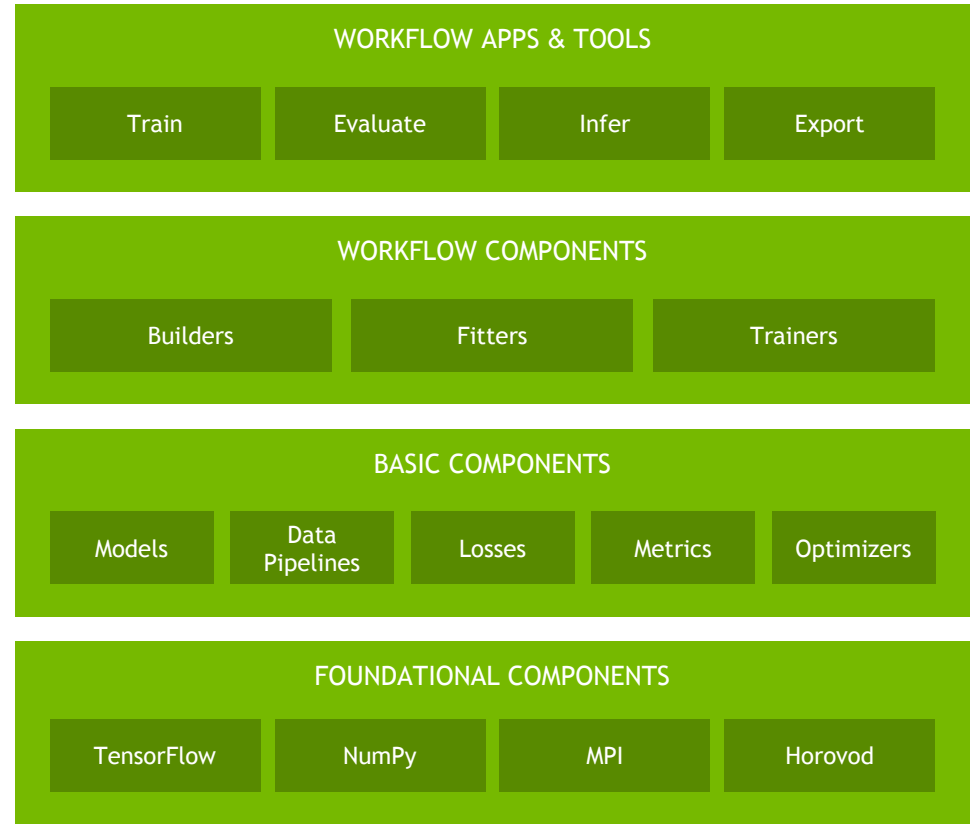 WORKFLOW APPS & TOOLS
Train
Evaluate
Infer
Export
WORKFLOW COMPONENTS
Builders
Fitters
Trainers
BASIC COMPONENTS
Models
Data
Pipelines
Losses
Metrics
Optimizers
FOUNDATIONAL COMPONENTS
TensorFlow
NumPy
MPI
Horovod